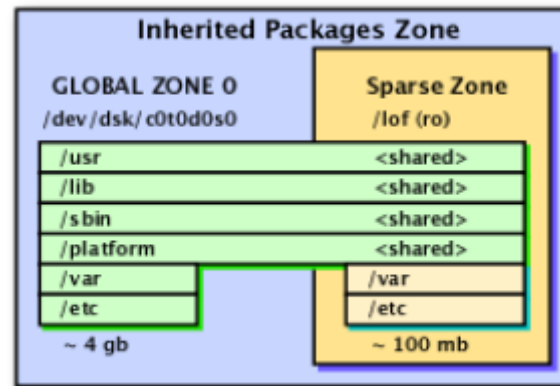 Inherited Packages Zone
GLOBAL ZONE 0 Sparse Zone
/dev/dsk/c0t0d0s0 /lof (ro)
/usr <shared>
/lib <shared>
/sbin <shared>
/platform <shared>
/var /var
/etc /etc
~ 4 gb ~ 100 mb